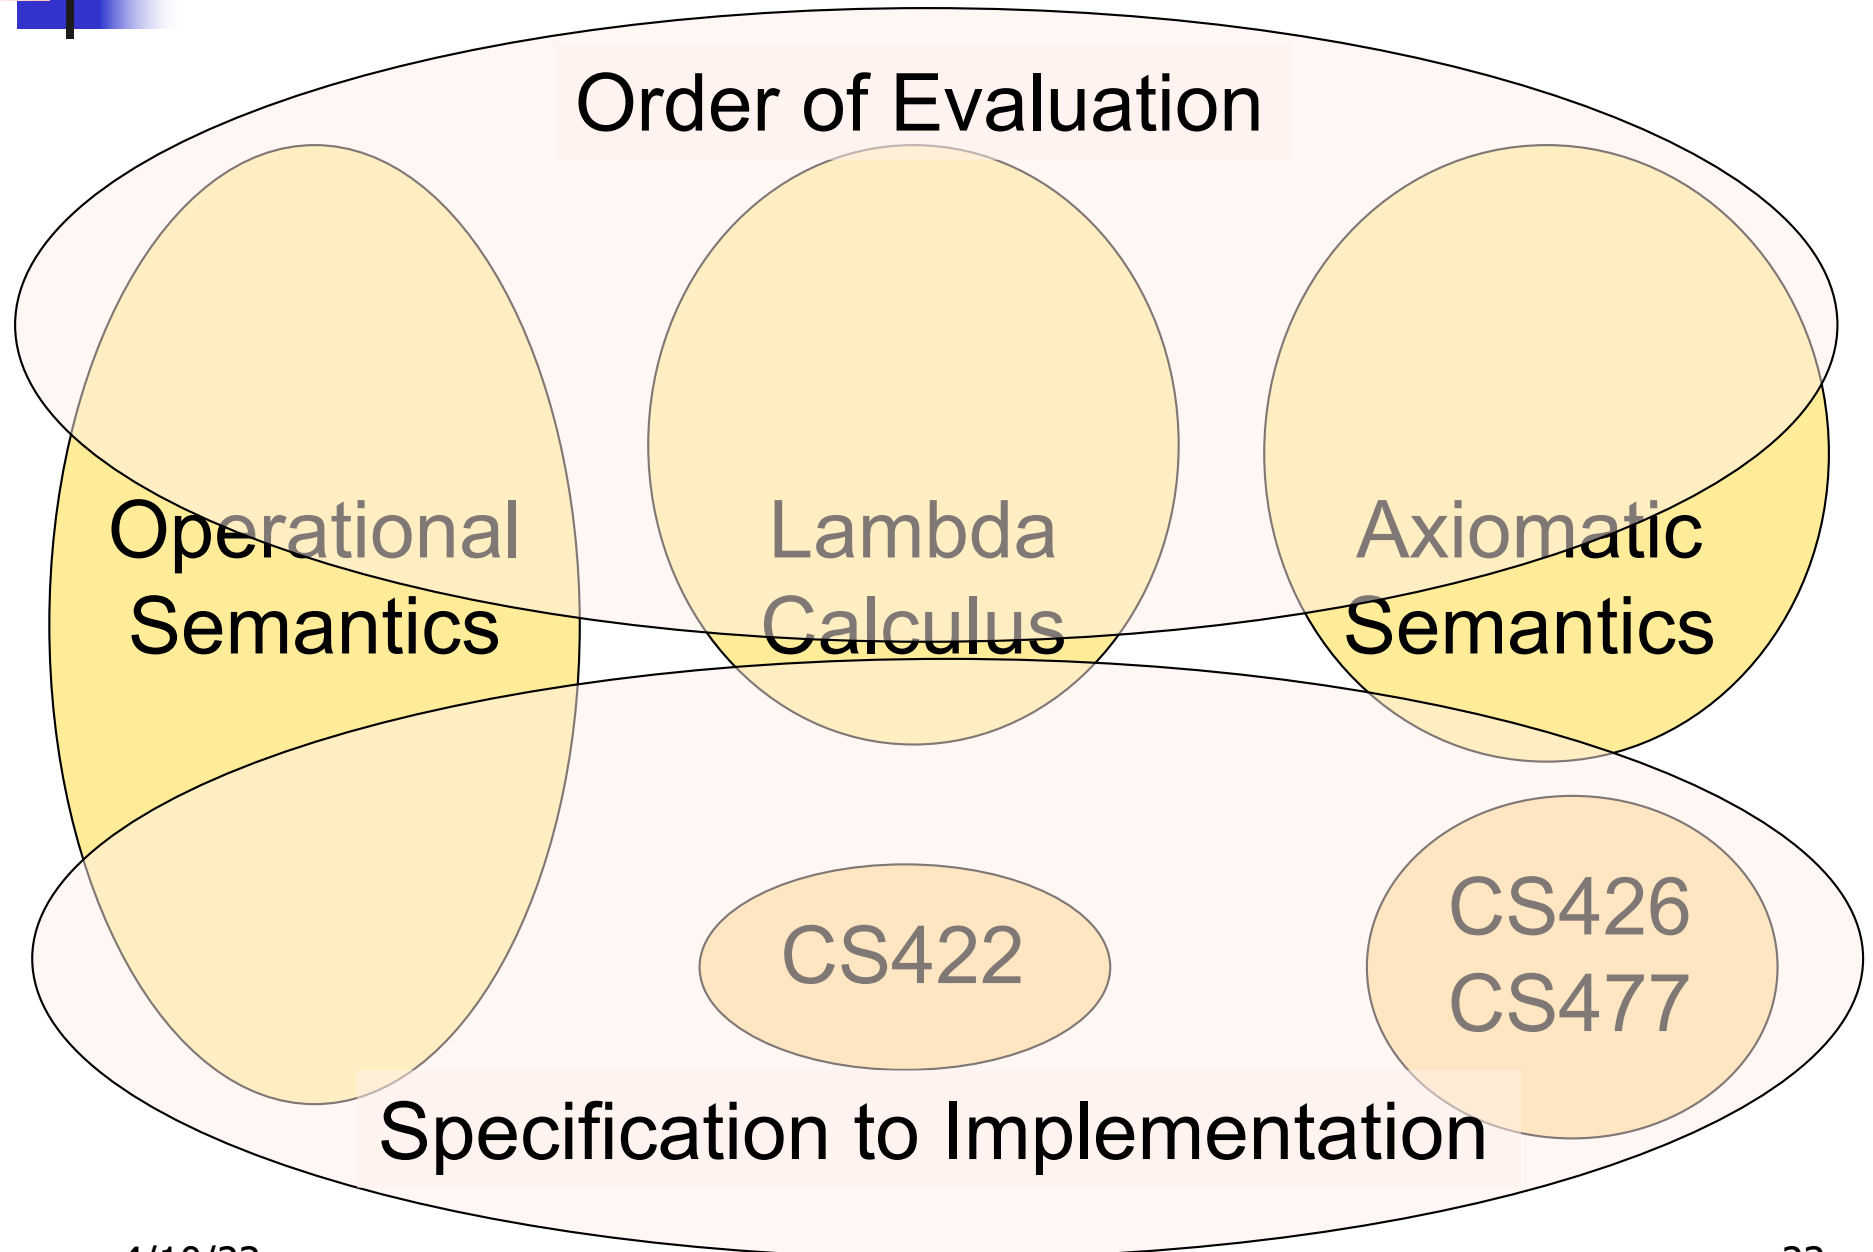 Order of Evaluation
Operational
Semantics
Lambda
Calculus
Axiomatic
Semantics
CS422
CS426
CS477
Specification to Implementation